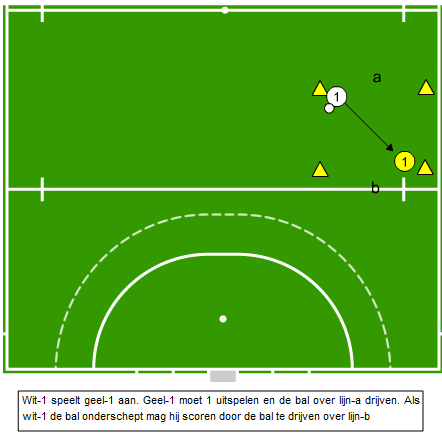 a
1
1
b
Wit-1 speelt geel-1 aan. Geel-1 moet 1 uitspelen en de bal over lijn-a drijven. Als
wit-1 de bal onderschept mag hij scoren door de bal te drijven over lijn-b